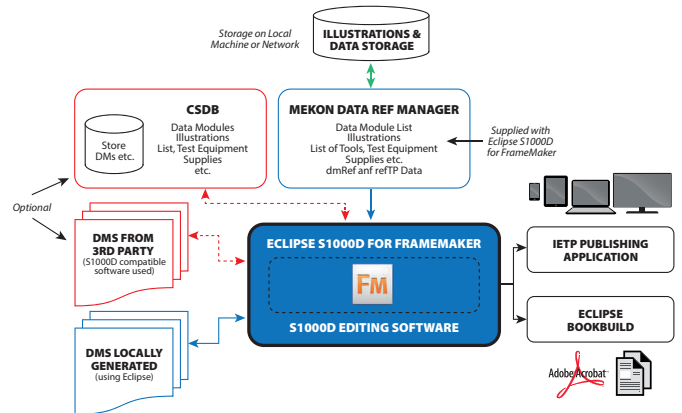 Storage on Local
Machine or Network
ILLUSTRATIONS &
DATA STORAGE
CSDB
Data Modules
Illustrations
List, Test Equipment
Supplies
etc.
Store
DMs etc.
MEKON DATA REF MANAGER
Data Module List
Illustrations
List of Tools, Test Equipment
Supplies etc.
dmRef anf refTP Data
Supplied with
Eclipse S1000D
for FrameMaker
Optional
DMS FROM
3RD PARTY
(S1000D compatible
software used)
ECLIPSE S1000D FOR FRAMEMAKER
FM
S1000D EDITING SOFTWARE
IETP PUBLISHING
APPLICATION
ECLIPSE
BOOKBUILD
DMS LOCALLY
GENERATED
(using Eclipse)
Adobe Acrobat